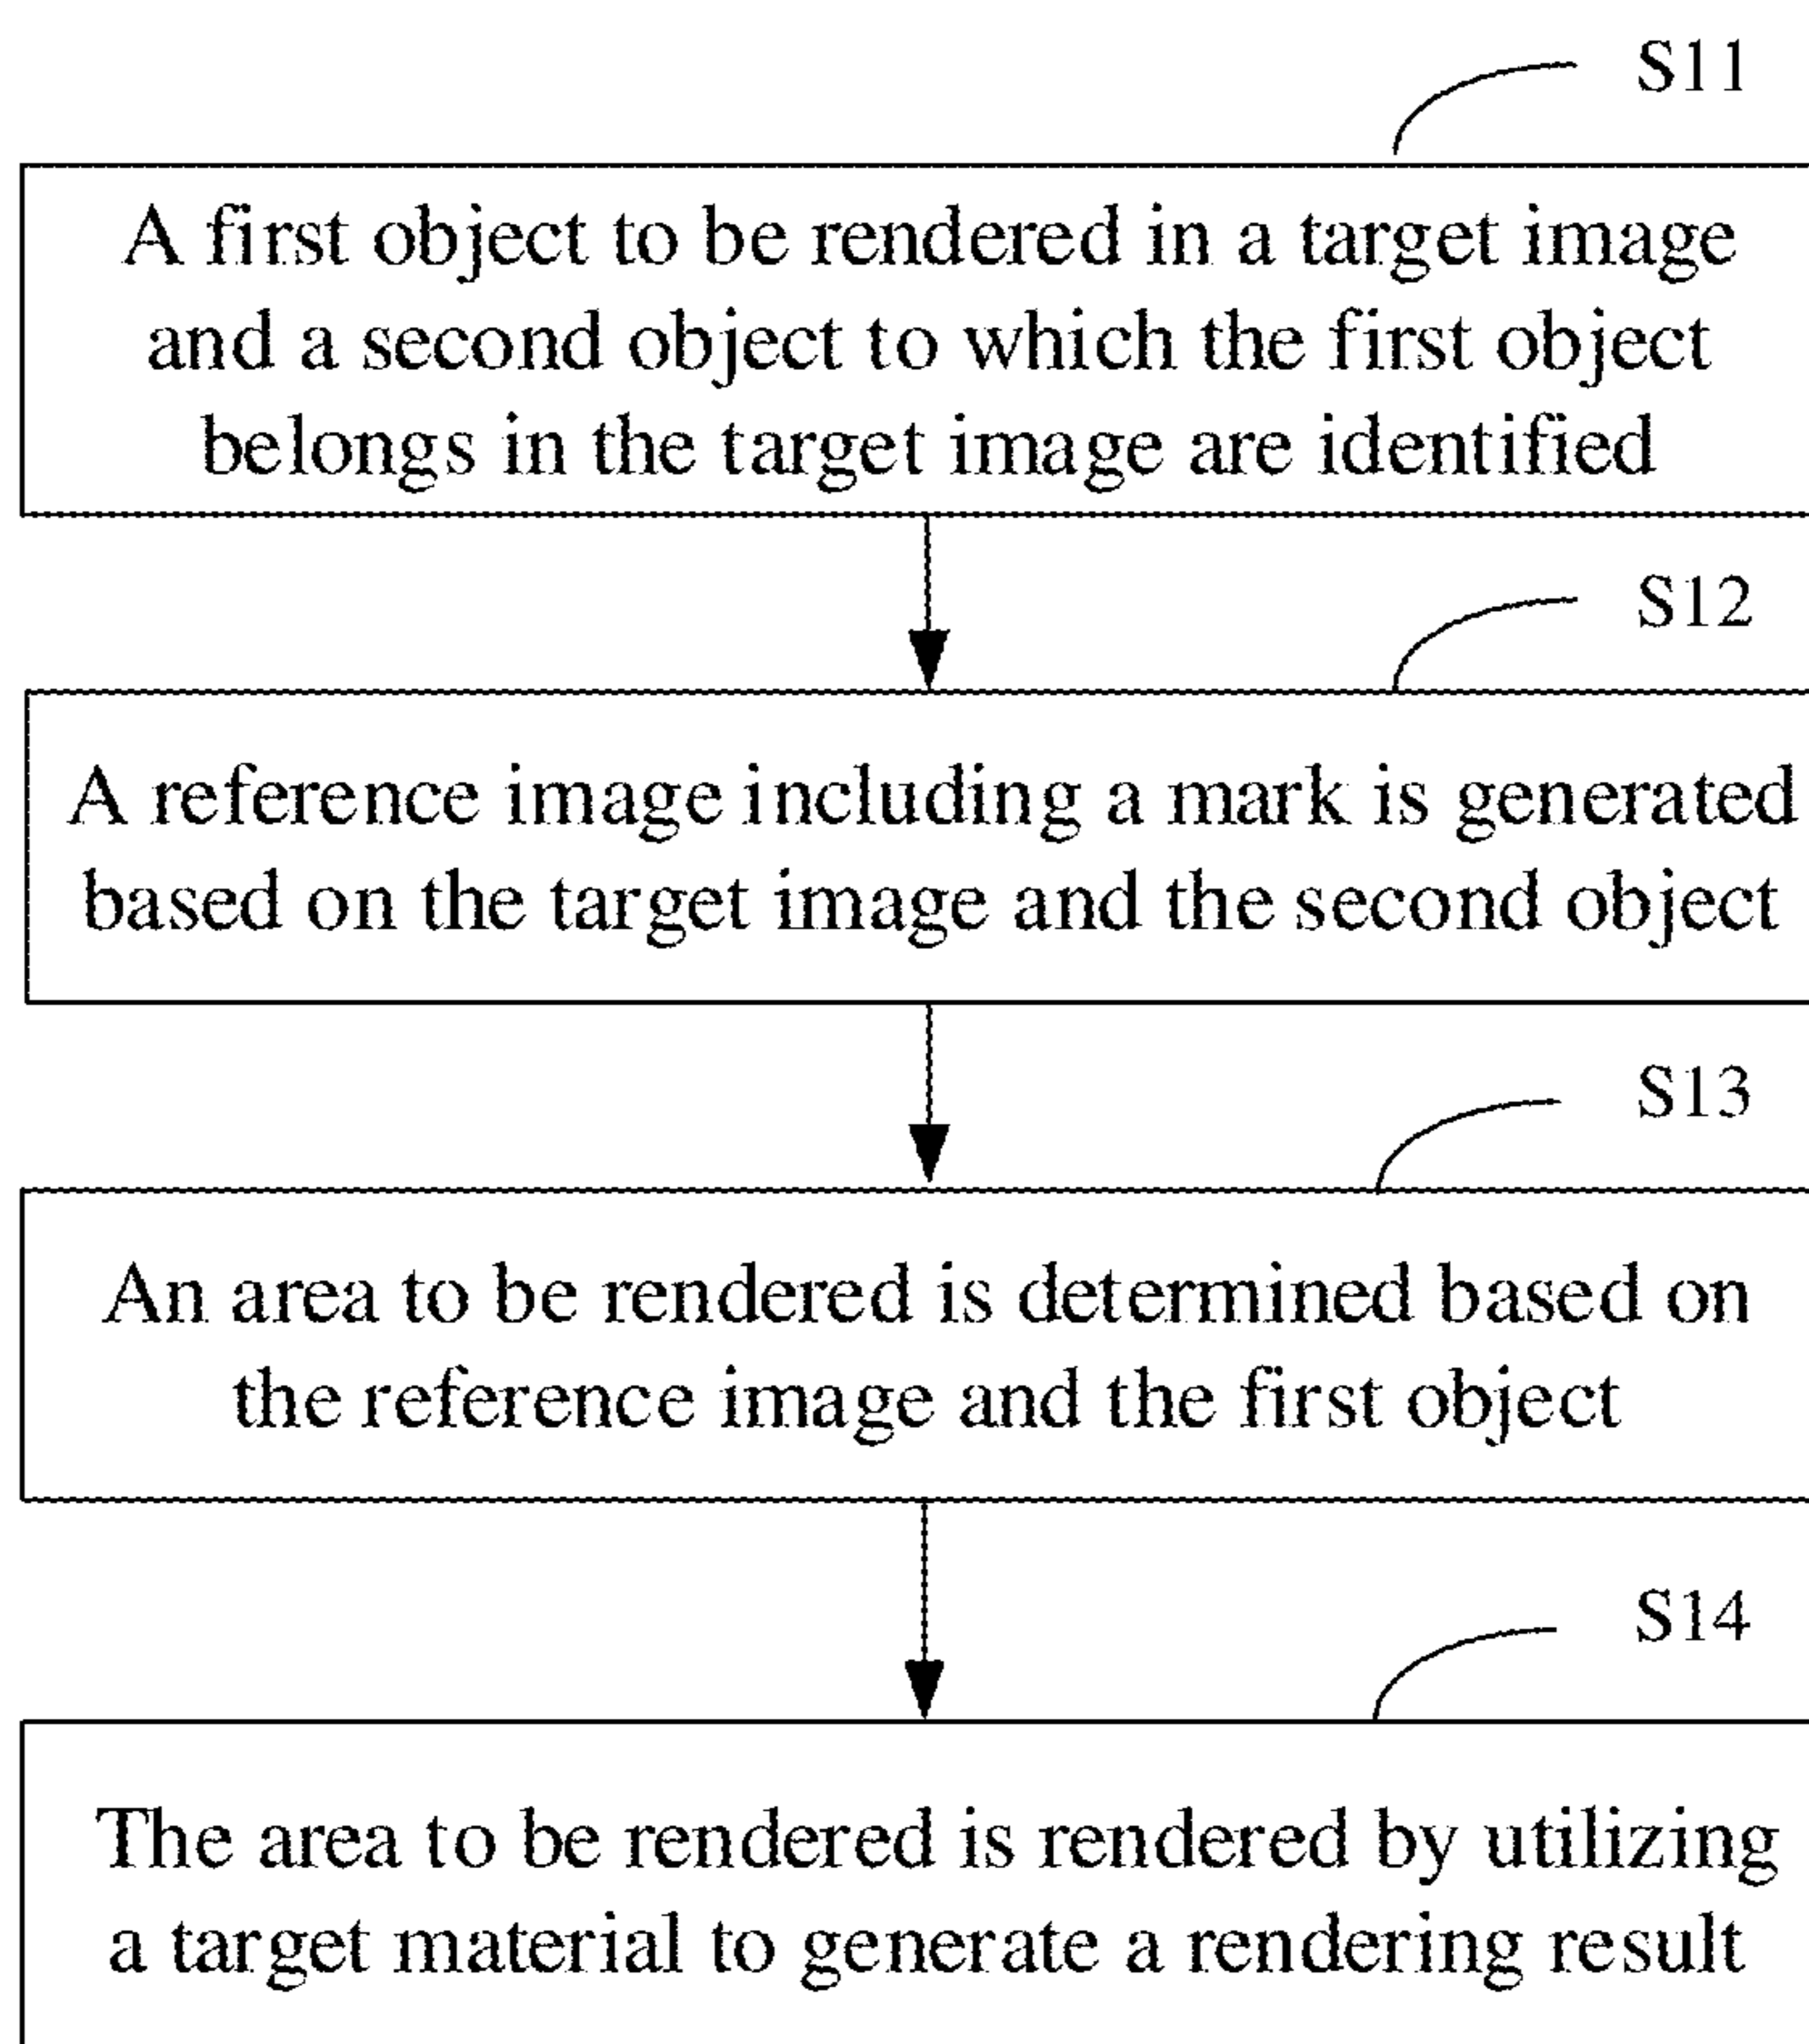 S11
A first object to be rendered in a target image
and a second object to which the first object
belongs in the target image are identified
S12
A reference image including a mark is generated
based on the target image and the second object
S13
An area to be rendered is determined based on
the reference image and the first object
S14
The area to be rendered is rendered by utilizing
a target material to generate a rendering result